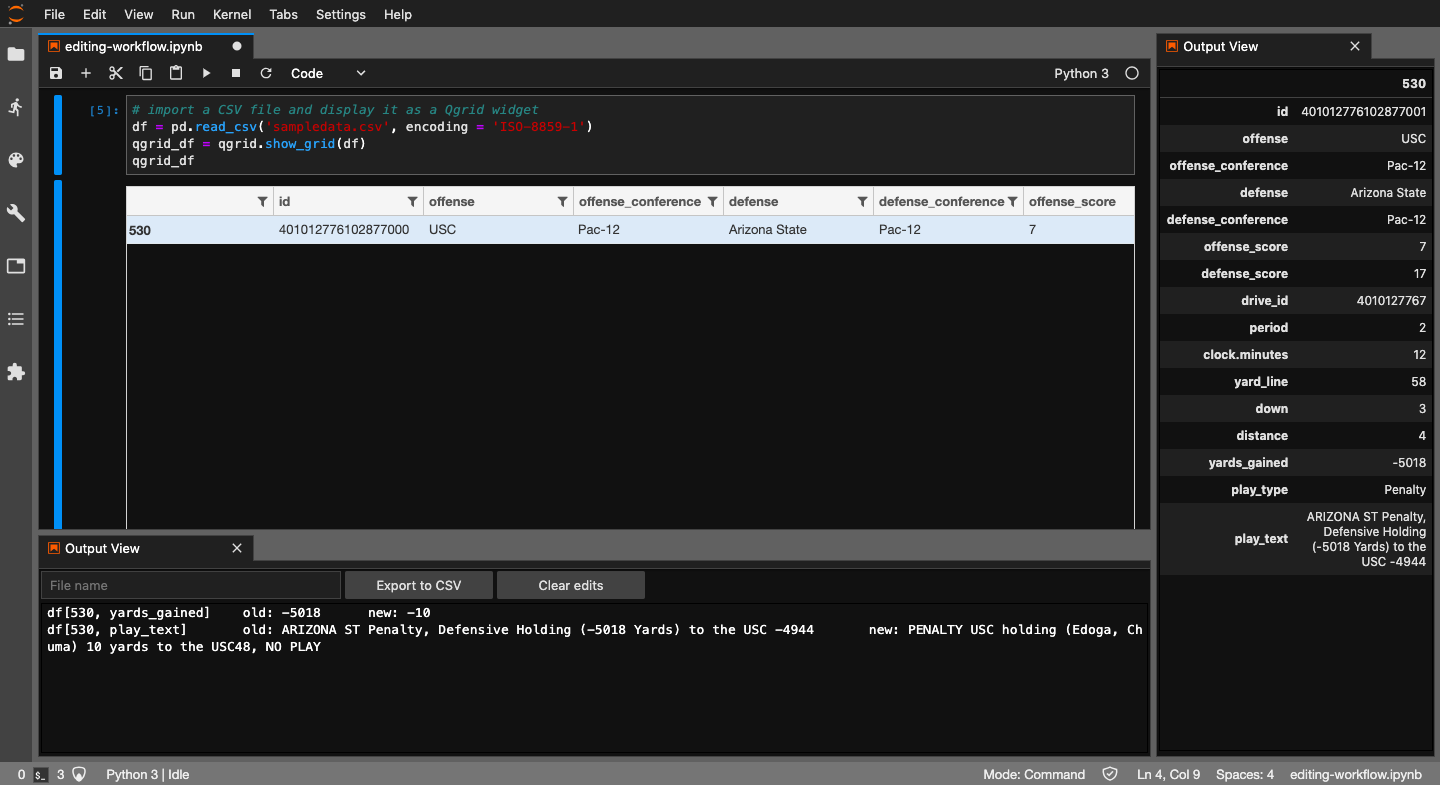 File Edit View Run Kernel Tabs Settings Help
editing-workflow.ipynb
Code
Python 3
[5]:
# import a CSV file and display it as a Qgrid widget
df = pd.read_csv('sampledata.csv', encoding = 'ISO-8859-1')
qgrid_df = qgrid.show_grid(df)
qgrid_df
id offense offense_conference defense defense_conference offense_score
530 401012776102877000 USC Pac-12 Arizona State Pac-12 7
Output View
File name Export to CSV Clear edits
df[530, yards_gained] old: -5018 new: -10
df[530, play_text] old: ARIZONA ST Penalty, Defensive Holding (-5018 Yards) to the USC -4944 new: PENALTY USC holding (Edoga, Ch
uma) 10 yards to the USC48, NO PLAY
Output View
530
id 401012776102877001
offense USC
offense_conference Pac-12
defense Arizona State
defense_conference Pac-12
offense_score 7
defense_score 17
drive_id 4010127767
period 2
clock.minutes 12
yard_line 58
down 3
distance 4
yards_gained -5018
play_type Penalty
play_text ARIZONA ST Penalty,
Defensive Holding
(-5018 Yards) to the
USC -4944
0 $_ 3 Python 3 | Idle Mode: Command Ln 4, Col 9 Spaces: 4 editing-workflow.ipynb